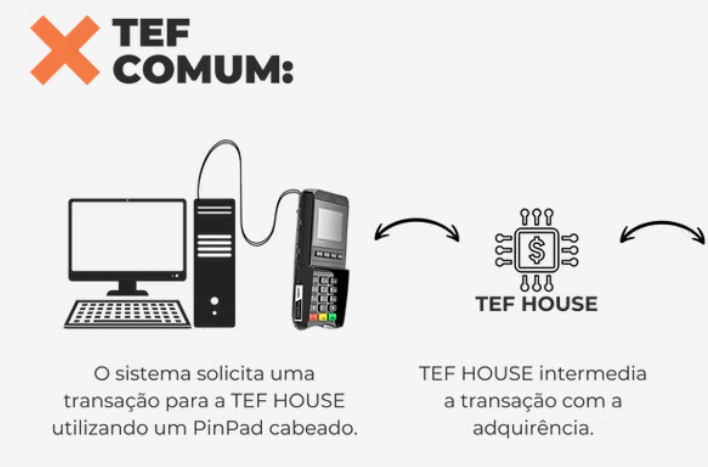 TEF
COMUM:
$
TEF HOUSE
O sistema solicita uma
transação para a TEF HOUSE
utilizando um PinPad cabeado.
TEF HOUSE intermedia
a transação com a
adquirência.